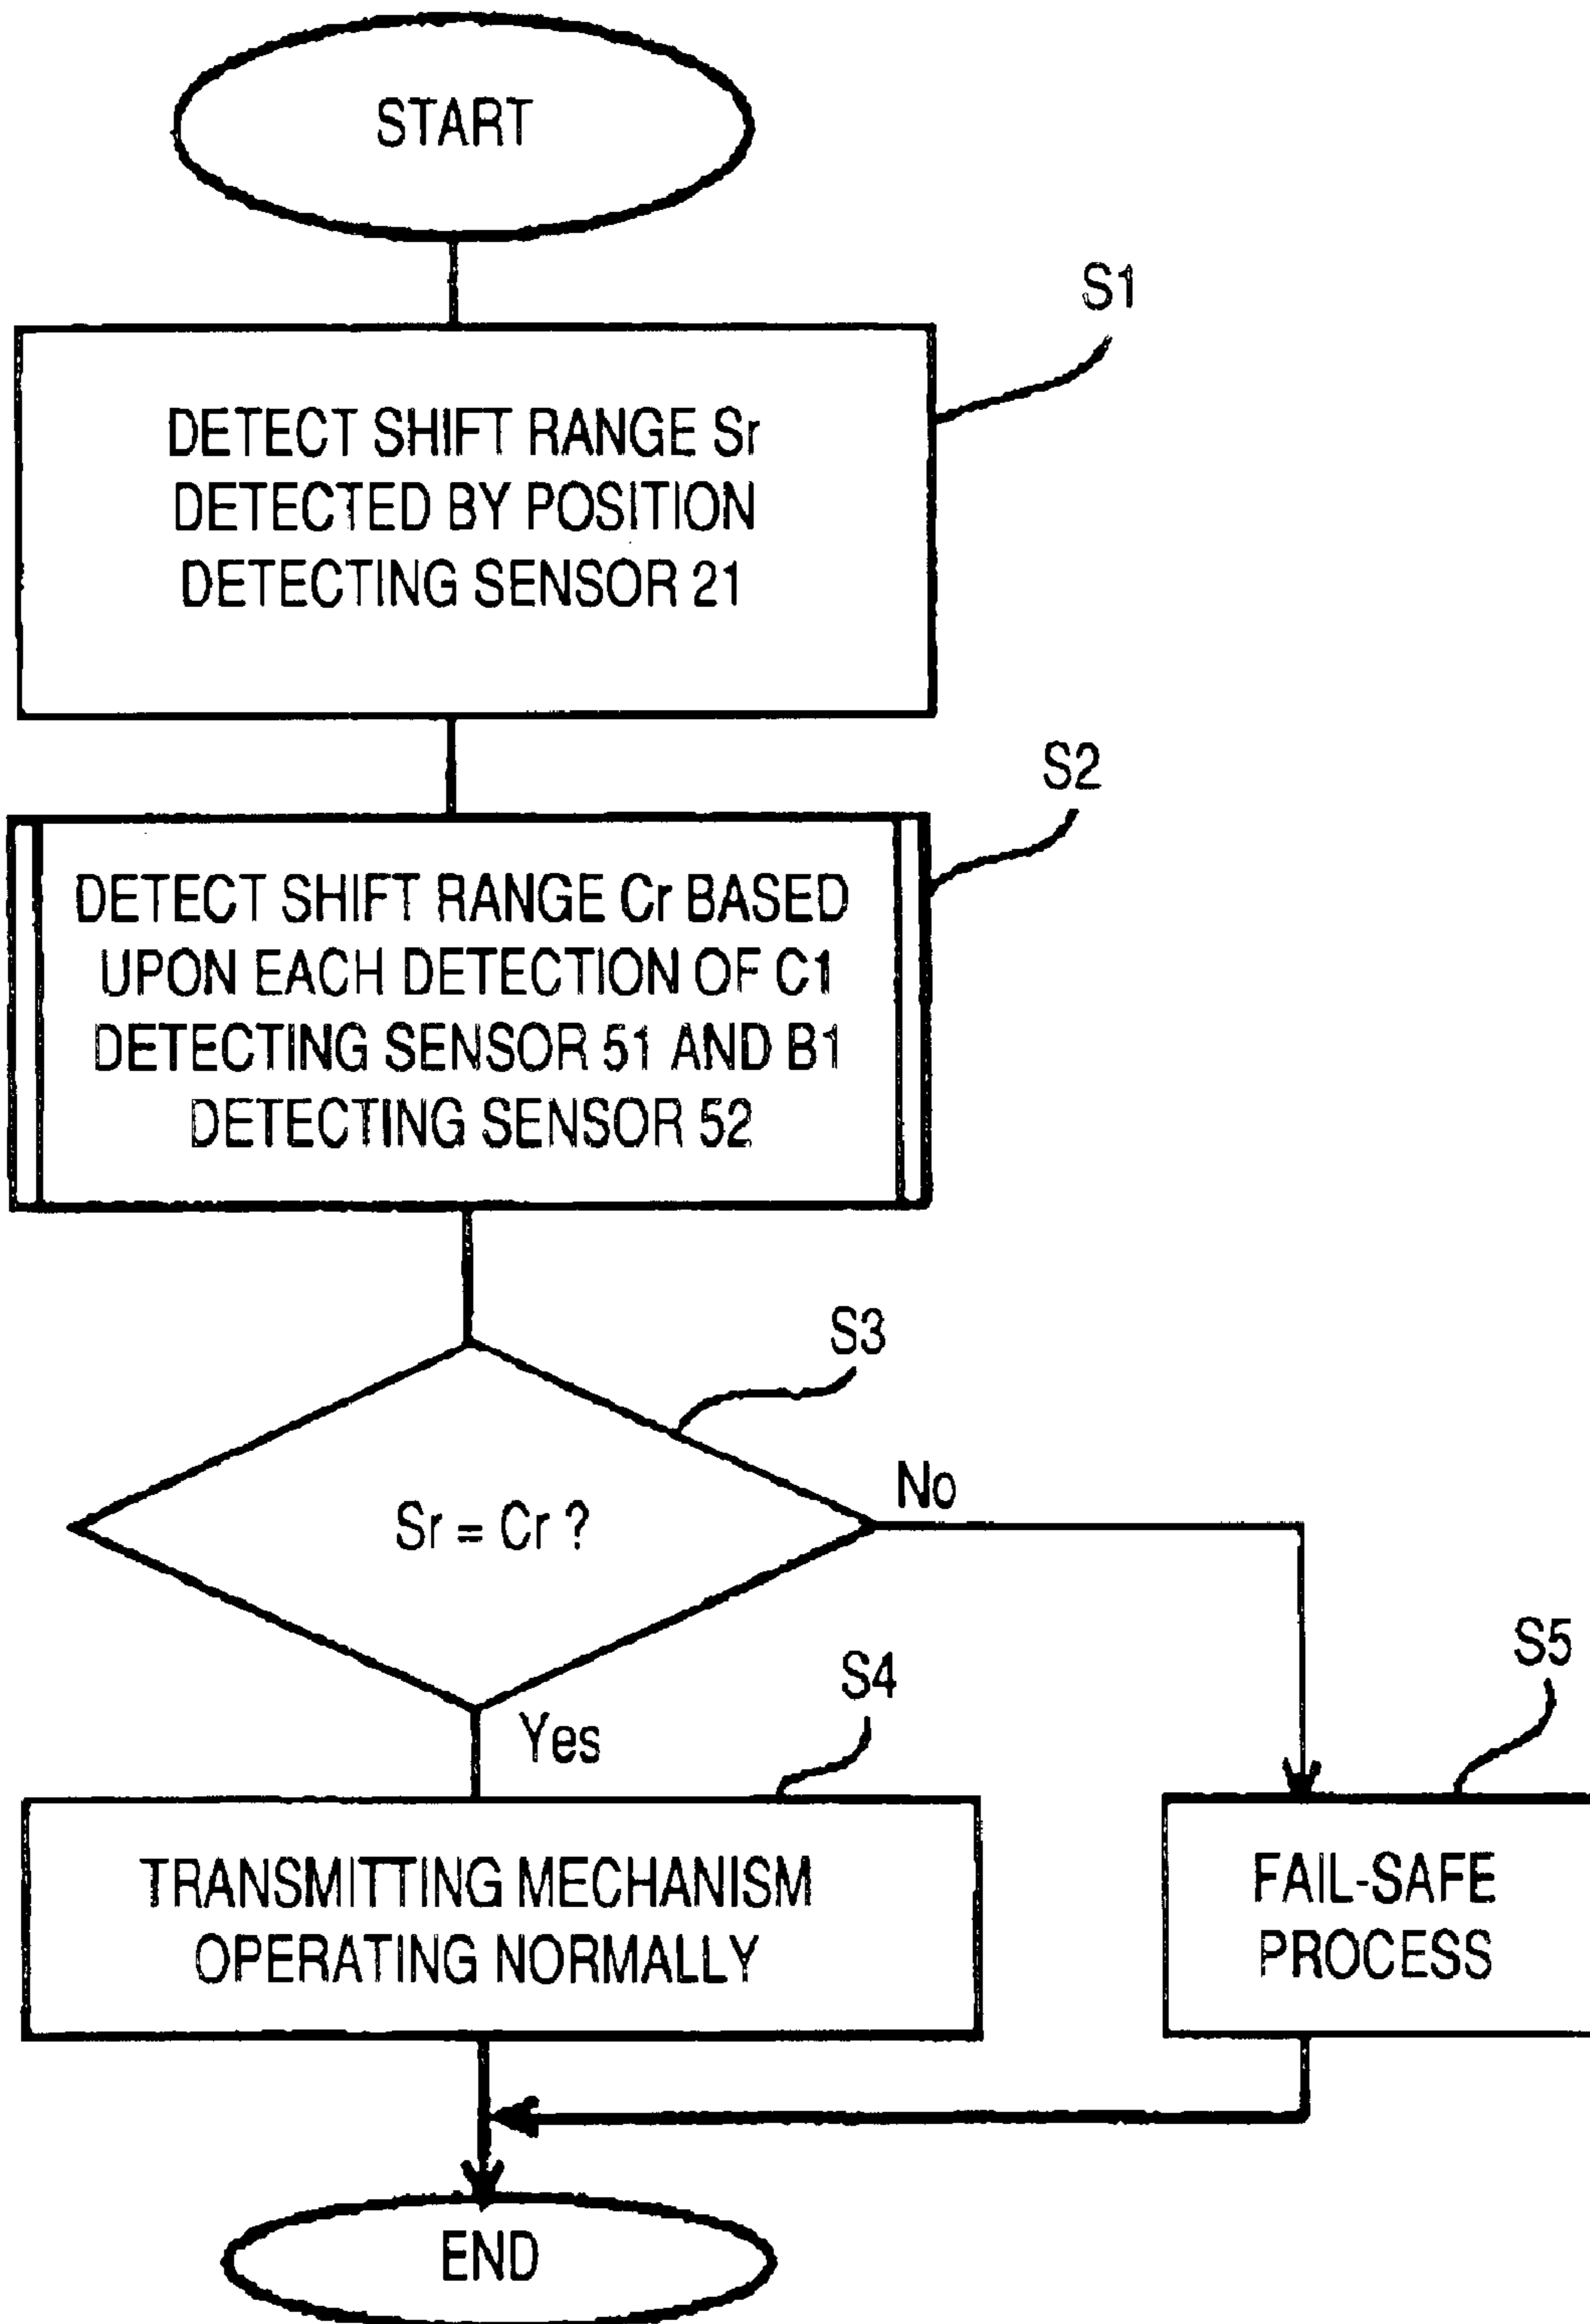 START
S1
DETECT SHIFT RANGE Sr
DETECTED BY POSITION
DETECTING SENSOR 21
S2
DETECT SHIFT RANGE Cr BASED
UPON EACH DETECTION OF C1
DETECTING SENSOR 51 AND B1
DETECTING SENSOR 52
S3
Sr = Cr ?
No
Yes
S4
S5
TRANSMITTING MECHANISM
OPERATING NORMALLY
FAIL-SAFE
PROCESS
END